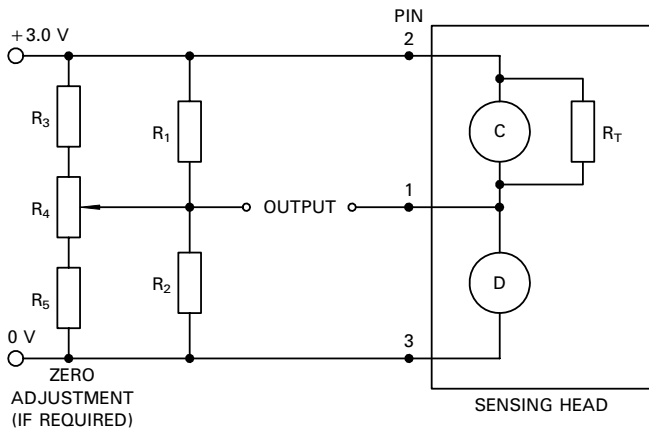 +3.0 V
PIN
2
R3
R1
C
RT
R4
OUTPUT
1
R5
R2
D
0 V
3
ZERO
ADJUSTMENT
(IF REQUIRED)
SENSING HEAD